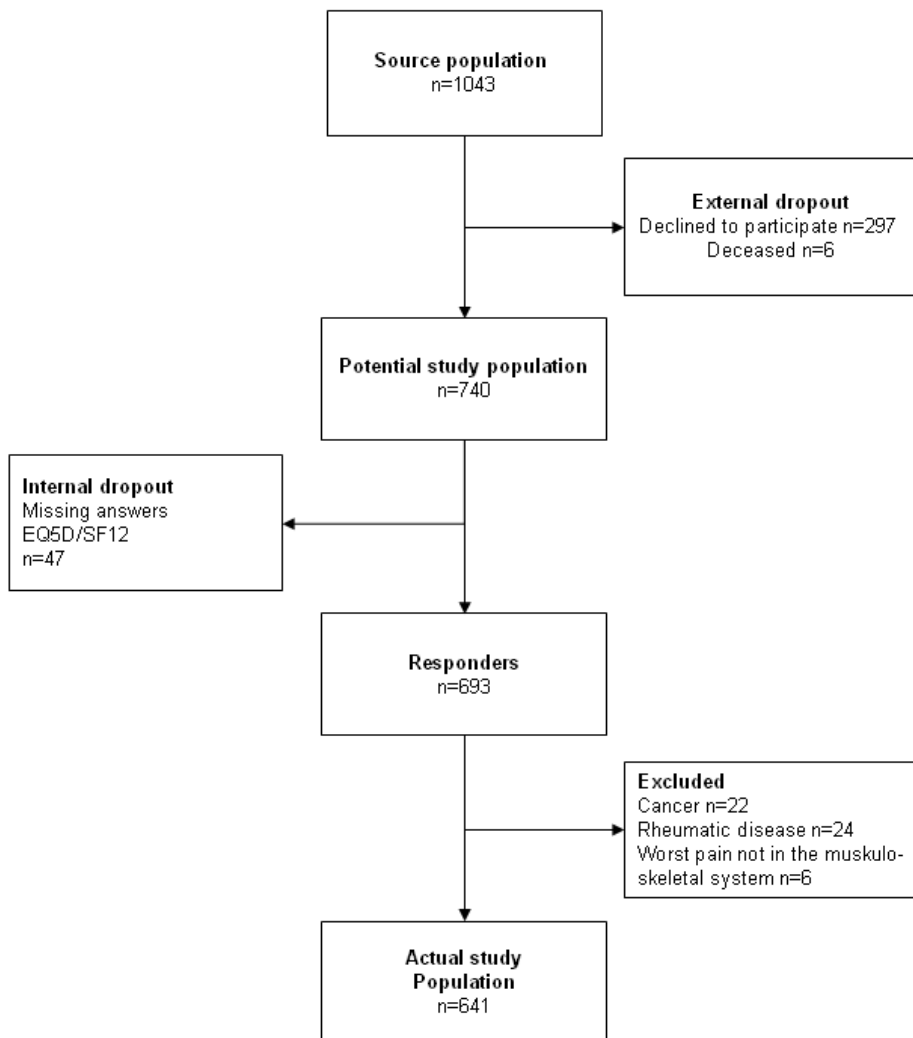 Source population
n=1043
External dropout
Declined to participate n=297
Deceased n=6
Potential study population
n=740
Internal dropout
Missing answers
EQ5D/SF12
n=47
Responders
n=693
Excluded
Cancer n=22
Rheumatic disease n=24
Worst pain not in the muskulo-
skeletal system n=6
Actual study
Population
n=641